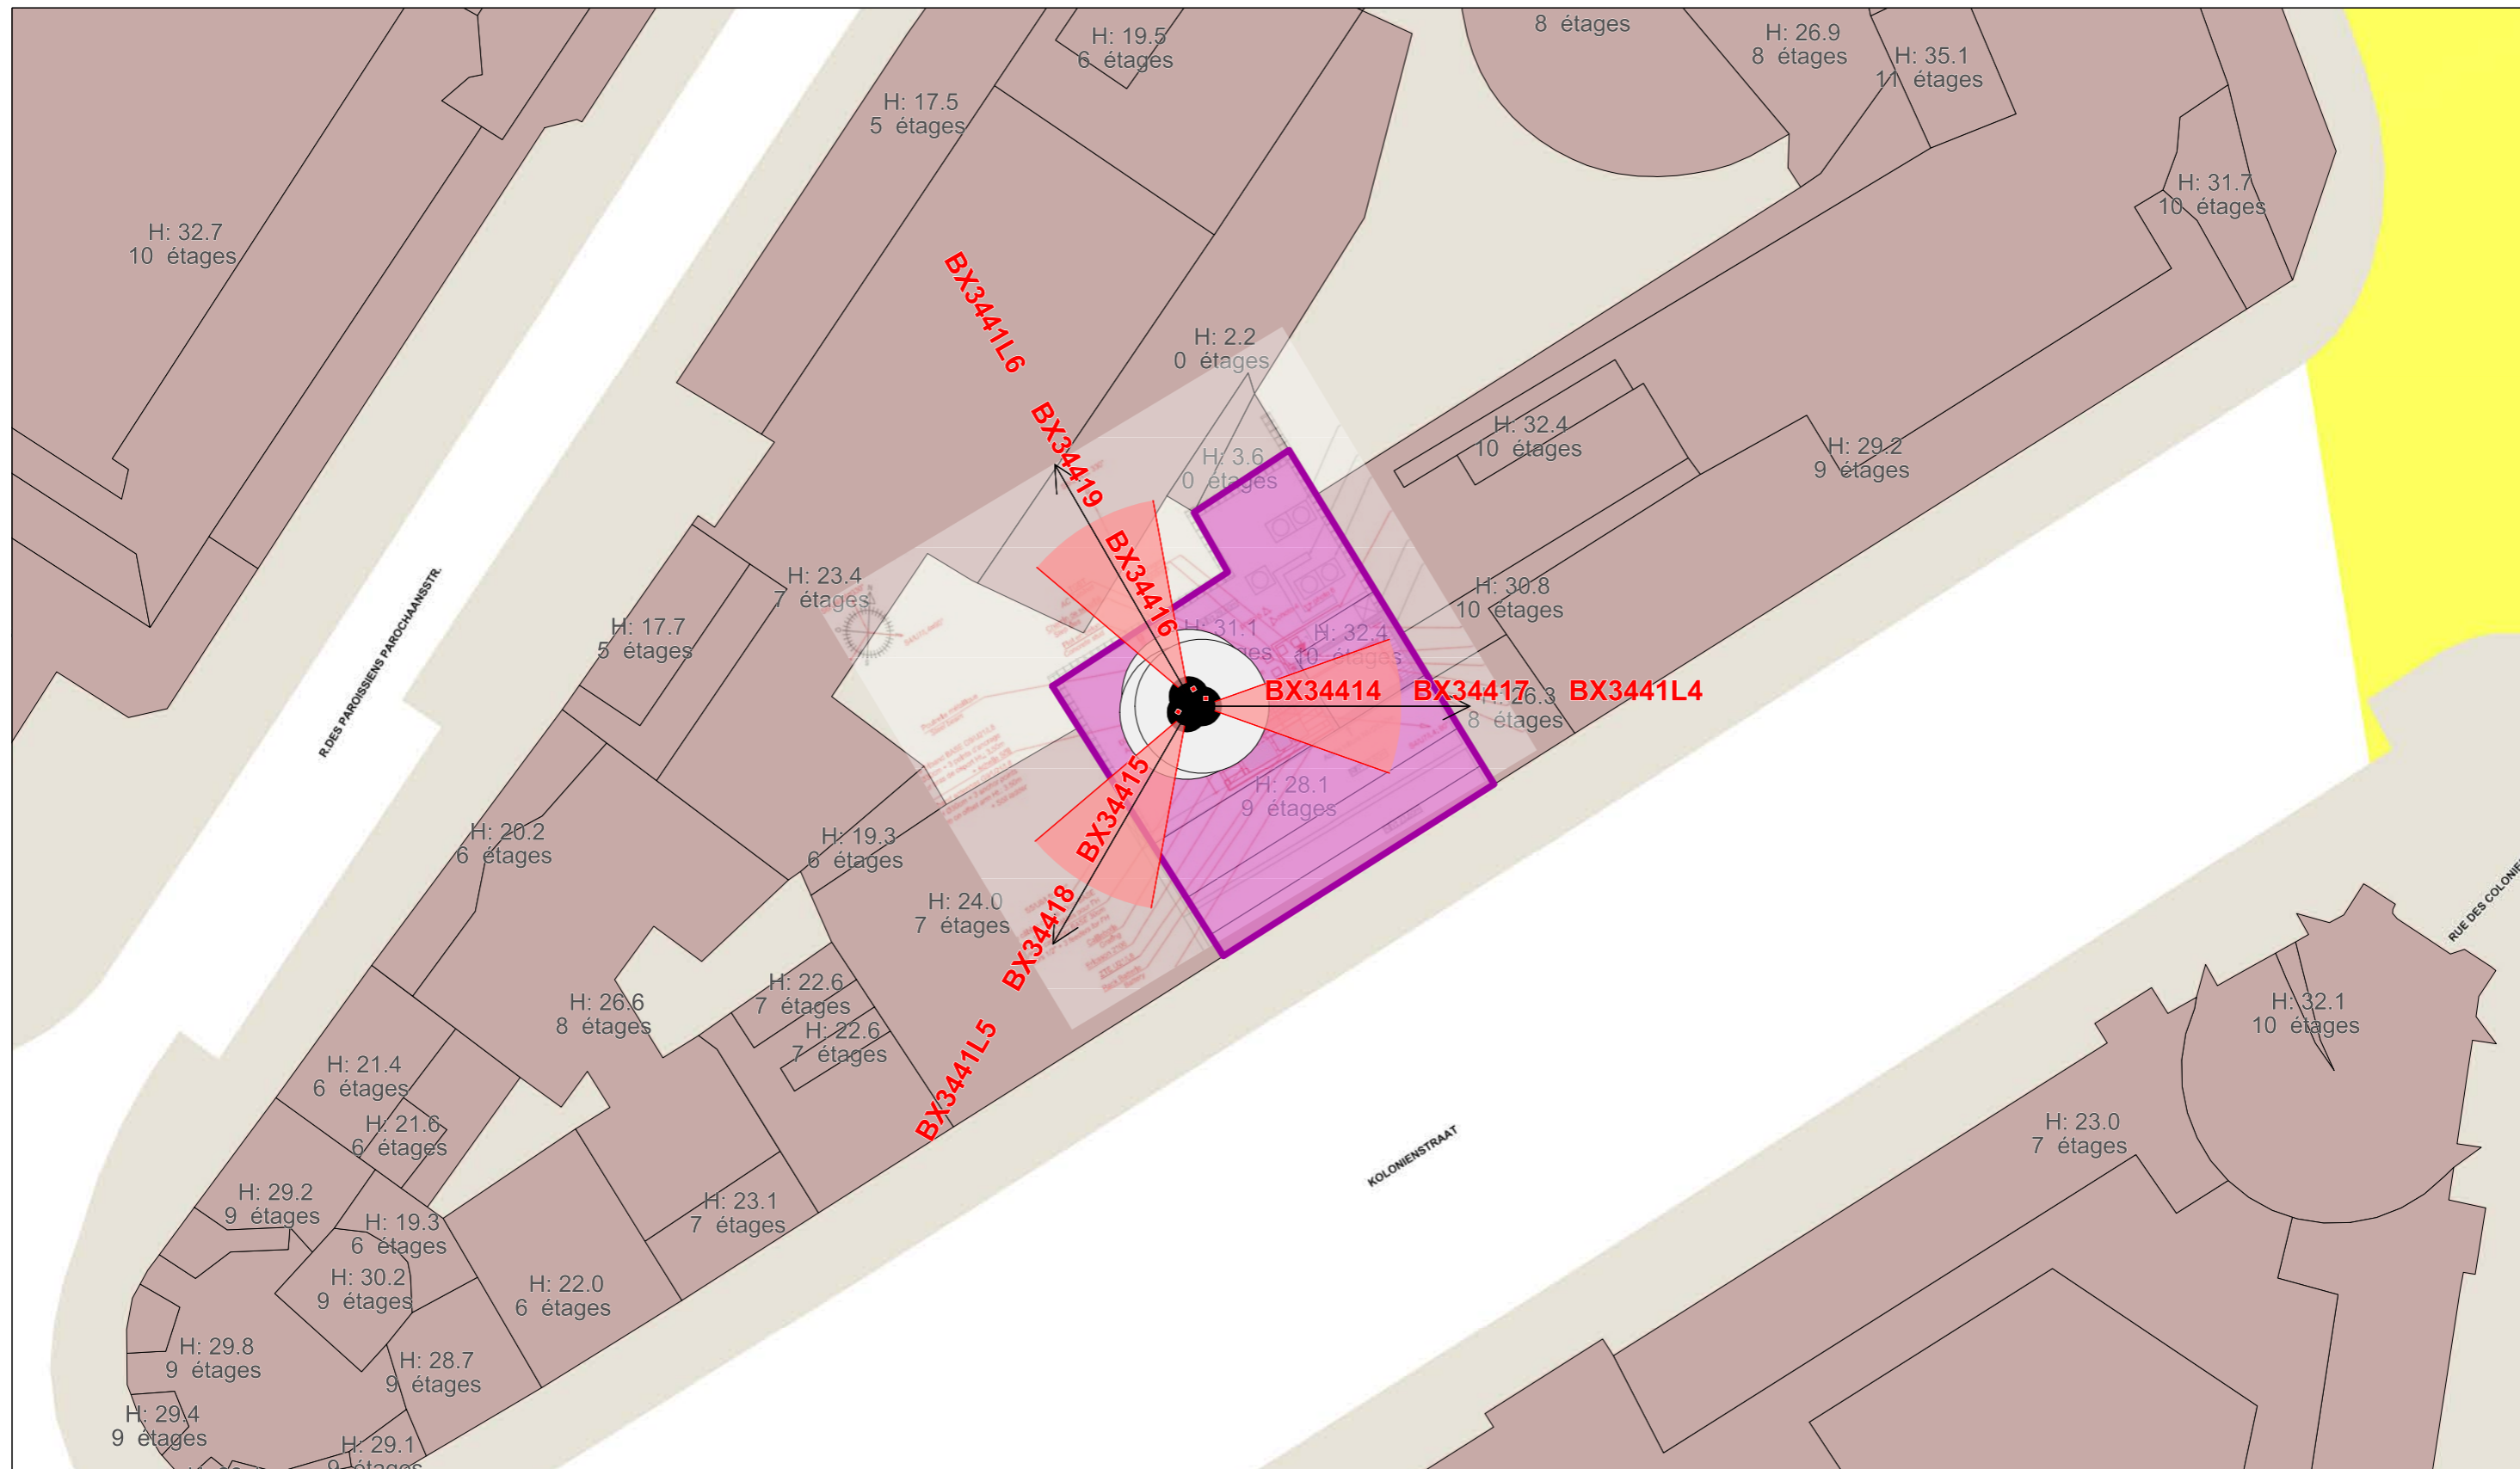 8 étages
H: 26.9
8 étages
H: 35.1
11 étages
H: 19.5
6 étages
H: 17.5
5 étages
H: 31.7
10 étages
H: 32.7
10 étages
BX3441L6
H: 2.2
0 étages
BX34419
H: 32.4
10 étages
H: 29.2
9 étages
H: 3.6
0 étages
BX34416
H: 23.4
7 étages
H: 30.8
10 étages
R.DES PAROISSIENS PAROCHAANSSTR.
H: 17.7
5 étages
H: 31.1
H: 32.4
10 étages
BX34414
BX34417
BX3441L4
H: 26.3
8 étages
H: 28.1
9 étages
BX34415
H: 20.2
6 étages
H: 19.3
6 étages
H: 24.0
7 étages
BX34418
RUE DES COLONIE
H: 22.6
7 étages
H: 26.6
8 étages
H: 22.6
7 étages
H: 32.1
10 étages
BX3441L5
H: 21.4
6 étages
H: 21.6
6 étages
KOLONIENSTRAAT
H: 23.0
7 étages
H: 29.2
9 étages
H: 23.1
7 étages
H: 19.3
6 étages
H: 30.2
9 étages
H: 22.0
6 étages
H: 29.8
9 étages
H: 28.7
9 étages
H: 29.4
9 étages
H: 29.1
9 étages